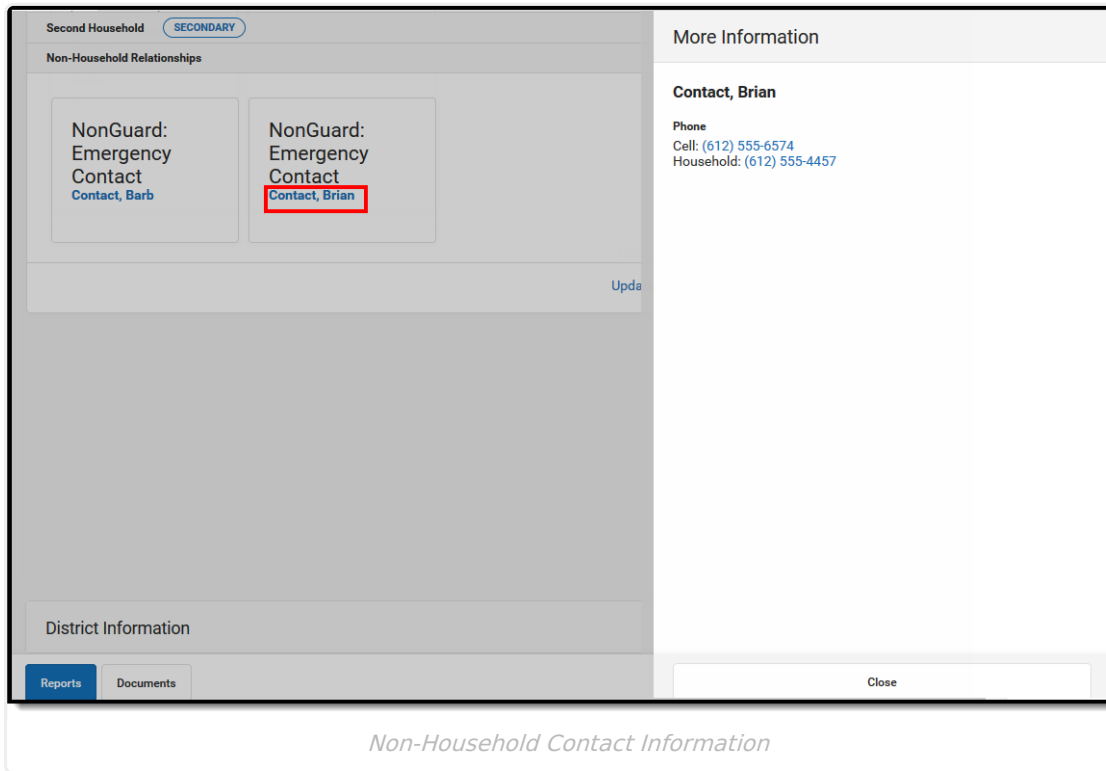 Second Household SECONDARY
Non-Household Relationships
NonGuard:
Emergency
Contact
Contact, Barb
NonGuard:
Emergency
Contact
Contact, Brian
Upda
District Information
Reports Documents
More Information
Contact, Brian
Phone
Cell: (612) 555-6574
Household: (612) 555-4457
Close
Non-Household Contact Information